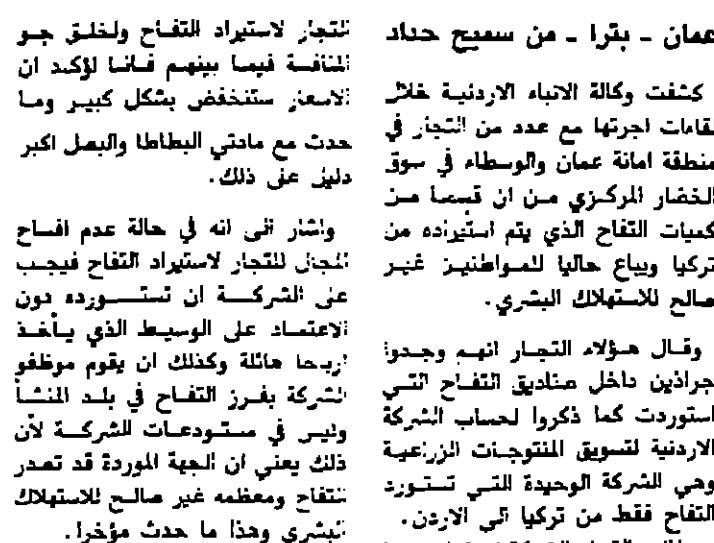 عمان ـ بترا ـ من سميح حداد
كشفت وكالة الانباء الاردنية خلال
لقاءات اجرتها مع عدد من التجار في
منطقة امانة عمان والوسطاء في سوق
الخضار المركزي من ان قسما من
كميات التفاح الذي يتم استيراده من
تركيا ويباع حاليا للمواطنين غير
صالح للاستهلاك البشري.
وقال هؤلاء التجار انهم وجدوا
جراذين داخل صناديق التفاح التي
استوردت كما ذكروا لحساب الشركة
الاردنية لتسويق المنتوجات الزراعية
وهي الشركة الوحيدة التي تستورد
التفاح فقط من تركيا الى الاردن.
للتجار لاستيراد التفاح ولخلق جو
المنافسة فيما بينهم فاننا نؤكد ان
الاسعار ستنخفض بشكل كبير وما
حدث مع مادتي البطاطا والبصل اكبر
دليل على ذلك.
واشار الى انه في حالة عدم افساح
المجال للتجار لاستيراد التفاح فيجب
على الشركة ان تستورده دون
الاعتماد على الوسيط الذي يأخذ
اربحا هائلة وكذلك ان يقوم موظفو
الشركة بفرز التفاح في بلد المنشأ
وليس في مستودعات الشركة لأن
ذلك يعني ان الجهة الموردة قد تصدر
التفاح ومعظمه غير صالح للاستهلاك
البشري وهذا ما حدث مؤخرا.